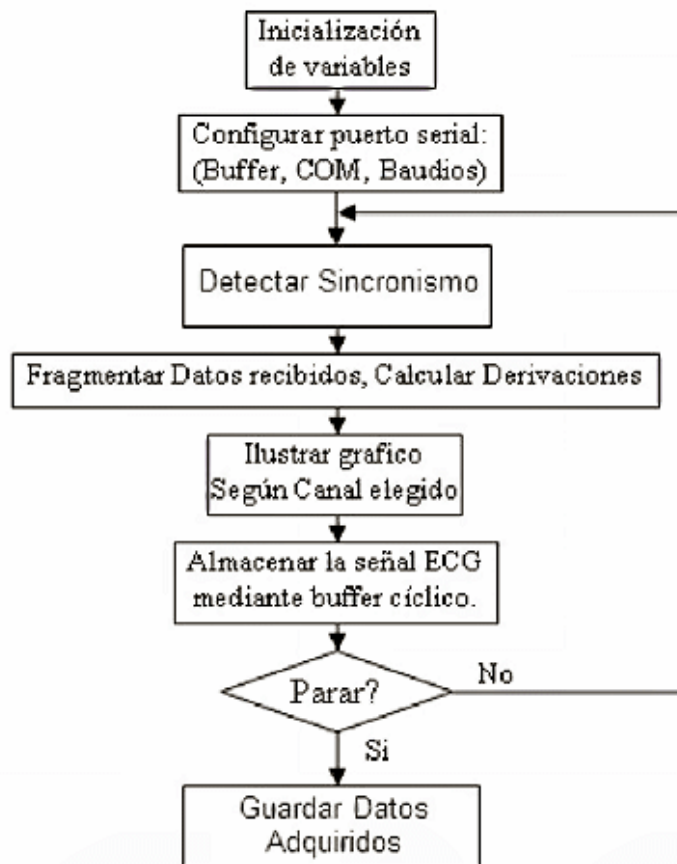 Inicialización
de variables
Configurar puerto serial:
(Buffer, COM, Baudios)
Detectar Sincronismo
Fragmentar Datos recibidos, Calcular Derivaciones
Ilustrar grafico
Según Canal elegido
Almacenar la señal ECG
mediante buffer cíclico.
Parar?
No
Si
Guardar Datos
Adquiridos